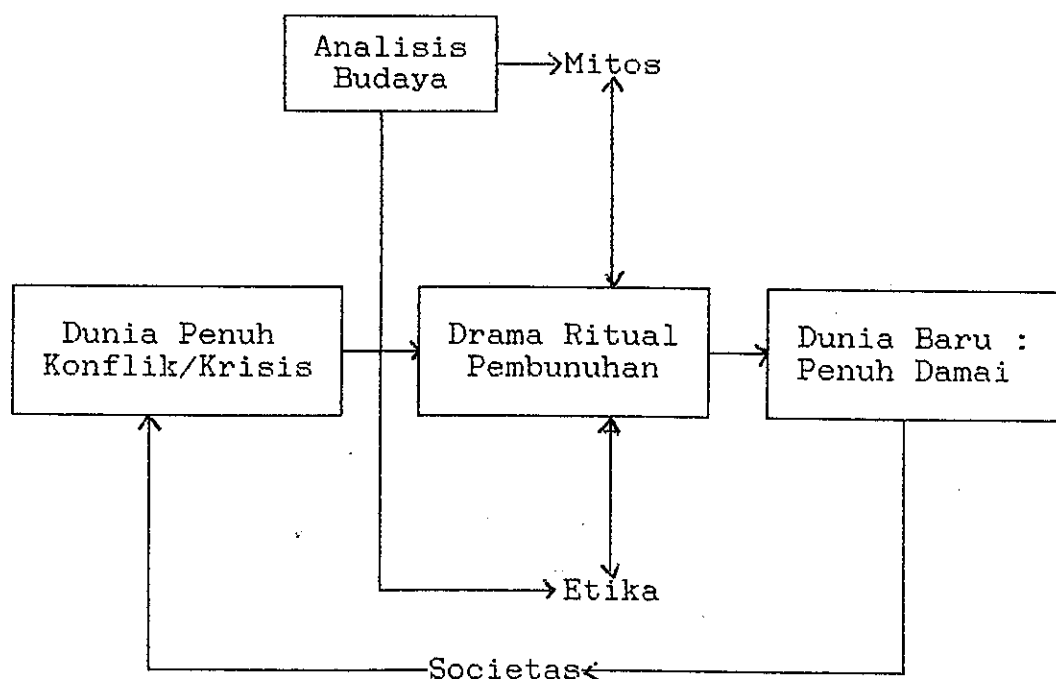 Analisis
Budaya
Mitos
Dunia Penuh
Konflik/Krisis
Drama Ritual
Pembunuhan
Dunia Baru :
Penuh Damai
Etika
Societas